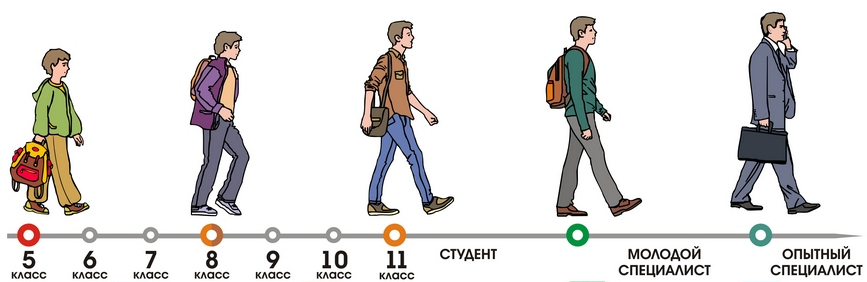 5 6 7 8 9 10 11
класс класс класс класс класс класс класс
СТУДЕНТ
МОЛОДОЙ
СПЕЦИАЛИСТ
ОПЫТНЫЙ
СПЕЦИАЛИСТ